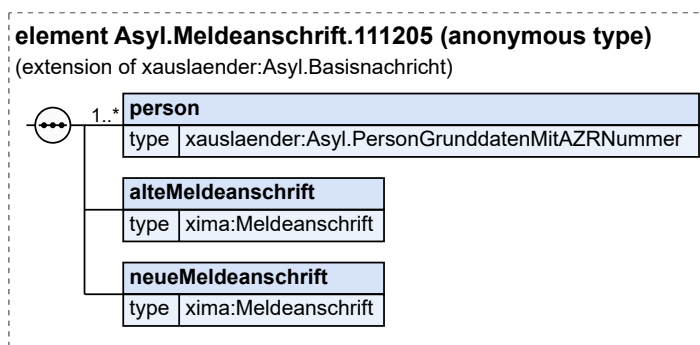 element Asyl.Meldeanschrift.111205 (anonymous type)
(extension of xauslaender:Asyl.Basisnachricht)
1..* person
type xauslaender:Asyl.PersonGrunddatenMitAZRNummer
alteMeldeanschrift
type xima:Meldeanschrift
neueMeldeanschrift
type xima:Meldeanschrift